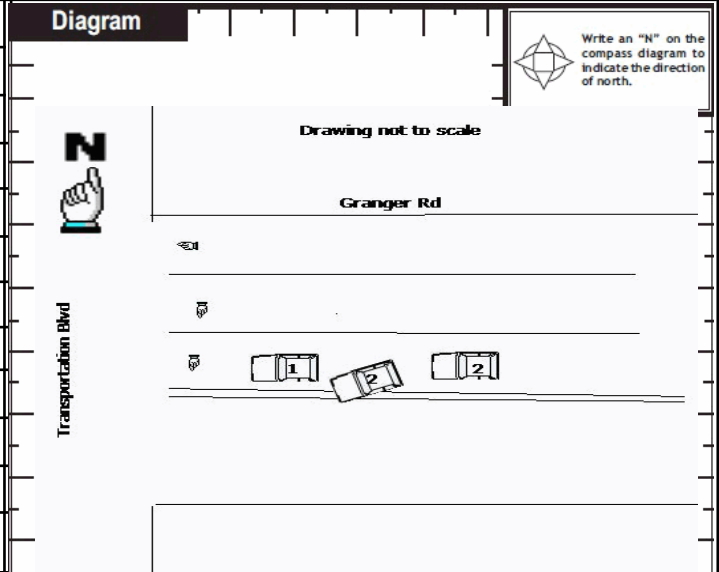 Diagram
Write an “N” on the
compass diagram to
indicate the direction
of north.
N
Drawing not to scale
Granger Rd
Transportation Blvd
1
2
2